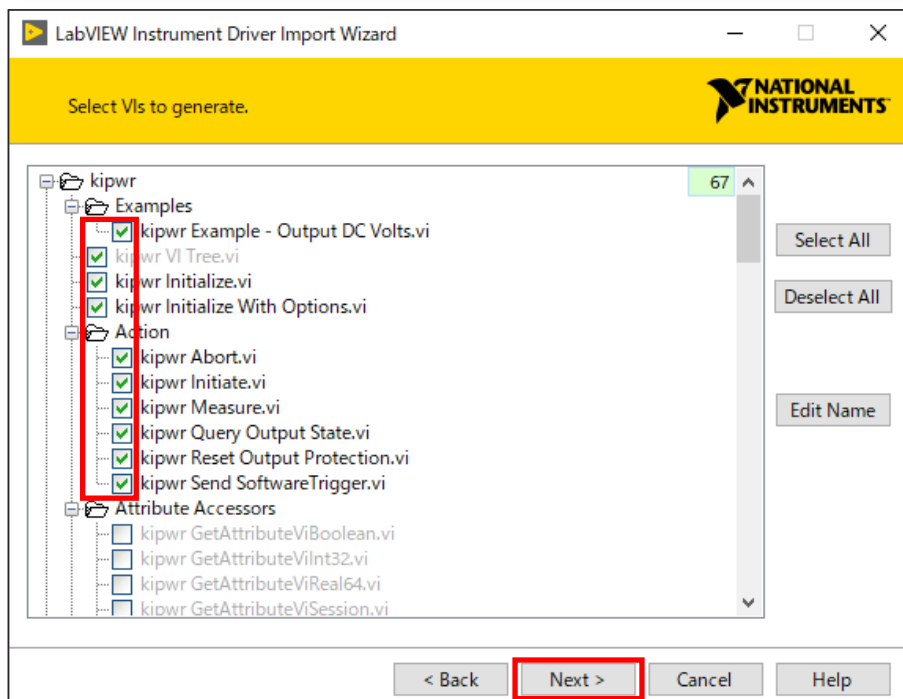 LabVIEW Instrument Driver Import Wizard
Select VIs to generate.
NATIONAL
INSTRUMENTS
kipwr
67
Examples
kipwr Example - Output DC Volts.vi
kipwr VI Tree.vi
kipwr Initialize.vi
kipwr Initialize With Options.vi
Action
kipwr Abort.vi
kipwr Initiate.vi
kipwr Measure.vi
kipwr Query Output State.vi
kipwr Reset Output Protection.vi
kipwr Send SoftwareTrigger.vi
Attribute Accessors
kipwr GetAttributeViBoolean.vi
kipwr GetAttributeViInt32.vi
kipwr GetAttributeViReal64.vi
kipwr GetAttributeViSession.vi
Select All
Deselect All
Edit Name
< Back
Next >
Cancel
Help